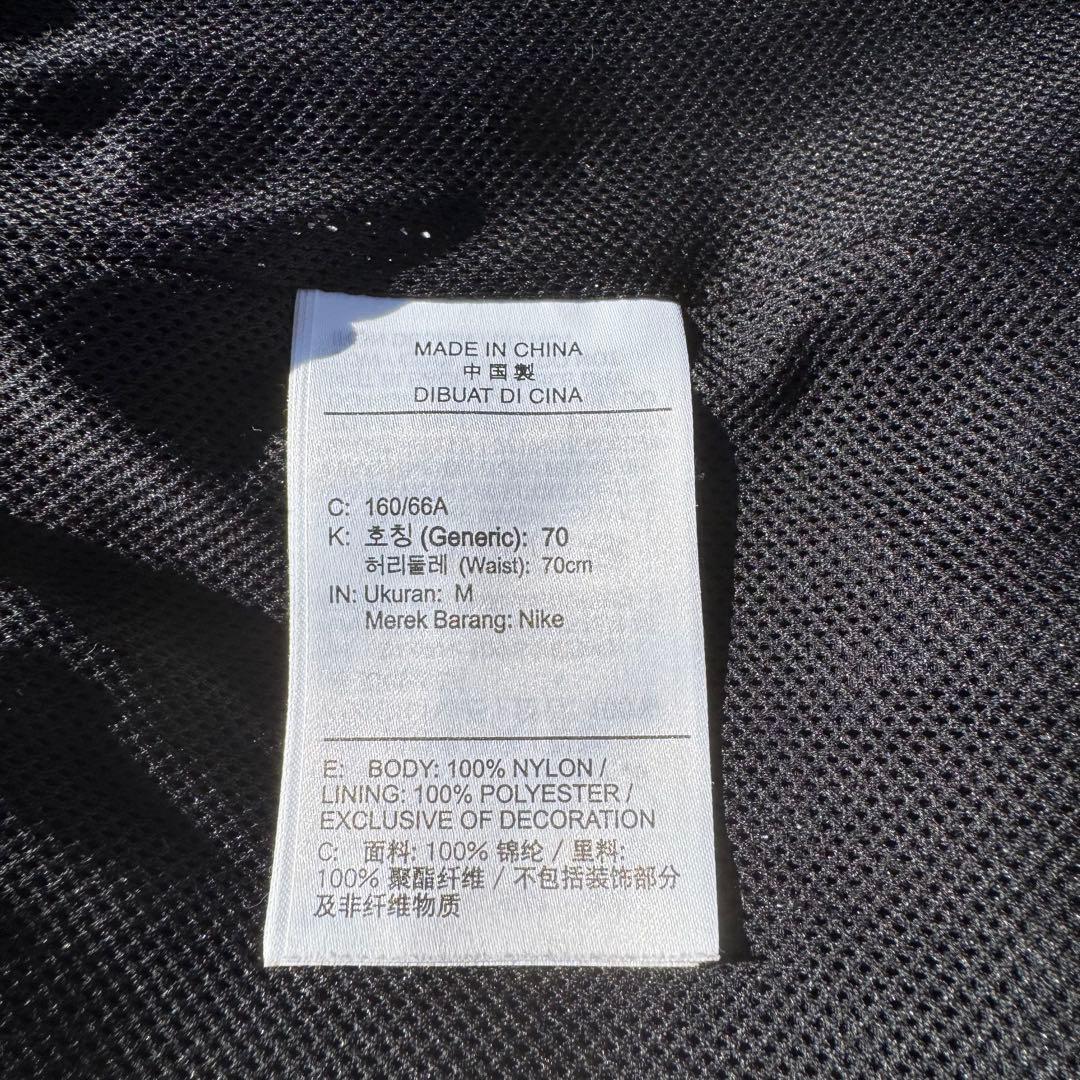 MADE IN CHINA
中国製
DIBUAT DI CINA
C: 160/66A
K: 호칭 (Generic): 70
허리둘레 (Waist): 70cm
IN: Ukuran: M
Merek Barang: Nike
E: BODY: 100% NYLON /
LINING: 100% POLYESTER /
EXCLUSIVE OF DECORATION
C: 面料: 100% 锦纶 / 里料:
100% 聚酯纤维 / 不包括装饰部分
及非纤维物质